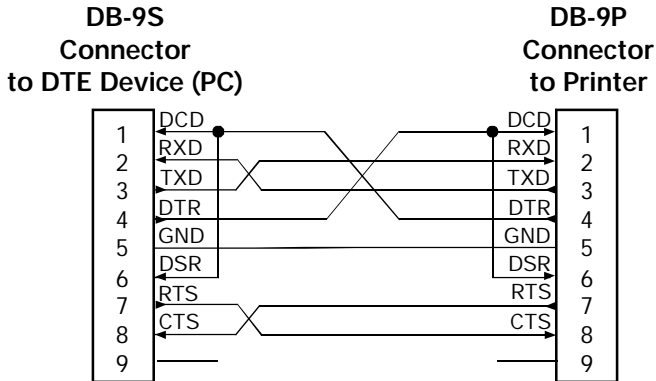 DB-9S
Connector
to DTE Device (PC)
DB-9P
Connector
to Printer
1 DCD DCD 1
2 RXD RXD 2
3 TXD TXD 3
4 DTR DTR 4
5 GND GND 5
6 DSR DSR 6
7 RTS RTS 7
8 CTS CTS 8
9 9